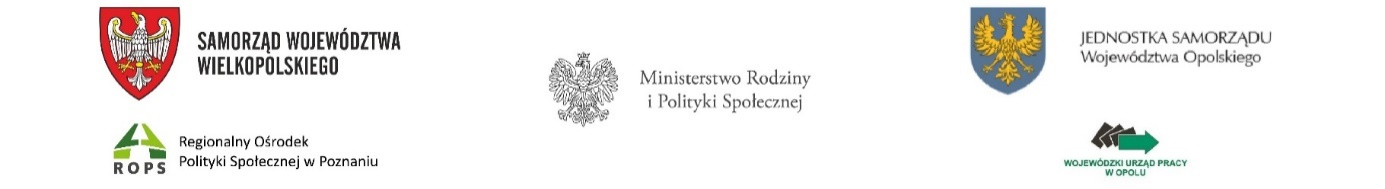 SAMORZĄD WOJEWÓDZTWA
WIELKOPOLSKIEGO
ROPS
Regionalny Ośrodek
Polityki Społecznej w Poznaniu
Ministerstwo Rodziny
i Polityki Społecznej
JEDNOSTKA SAMORZĄDU
Województwa Opolskiego
WOJEWÓDZKI URZĄD PRACY
W OPOLU